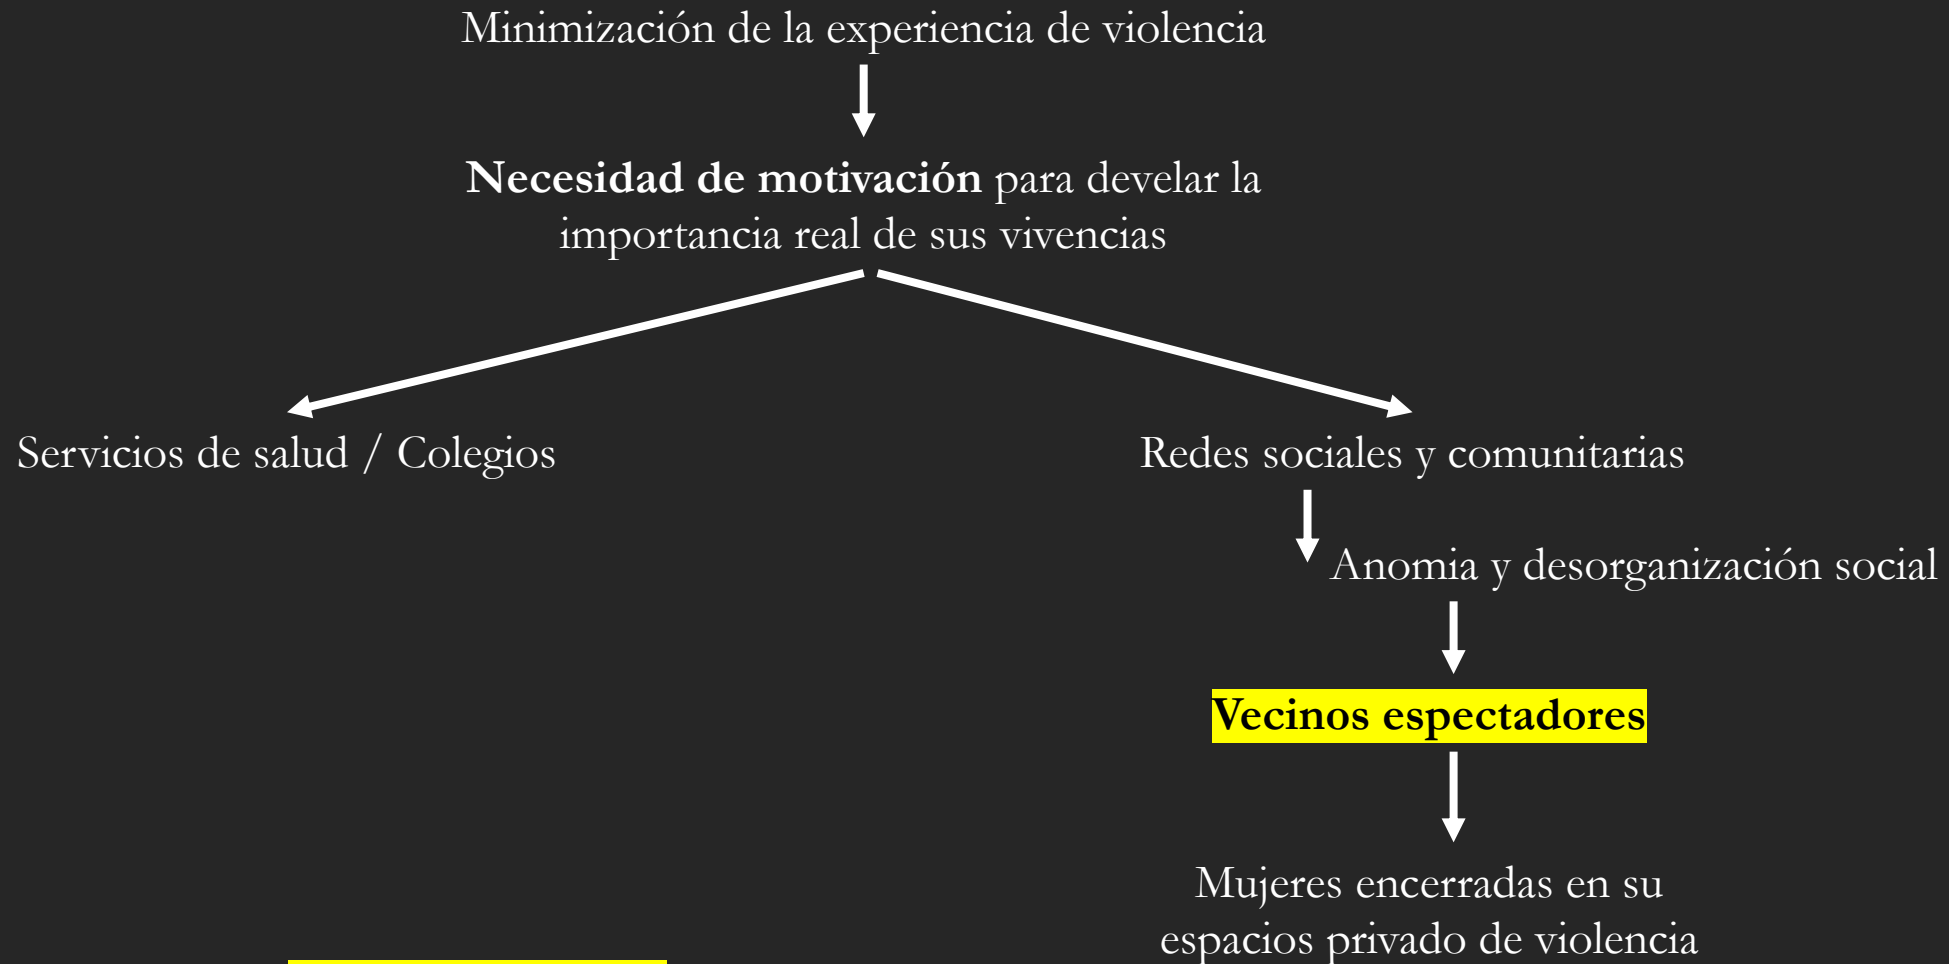 Minimización de la experiencia de violencia
Necesidad de motivación para develar la
importancia real de sus vivencias
Servicios de salud / Colegios
Redes sociales y comunitarias
Anomia y desorganización social
Vecinos espectadores
Mujeres encerradas en su
espacios privado de violencia